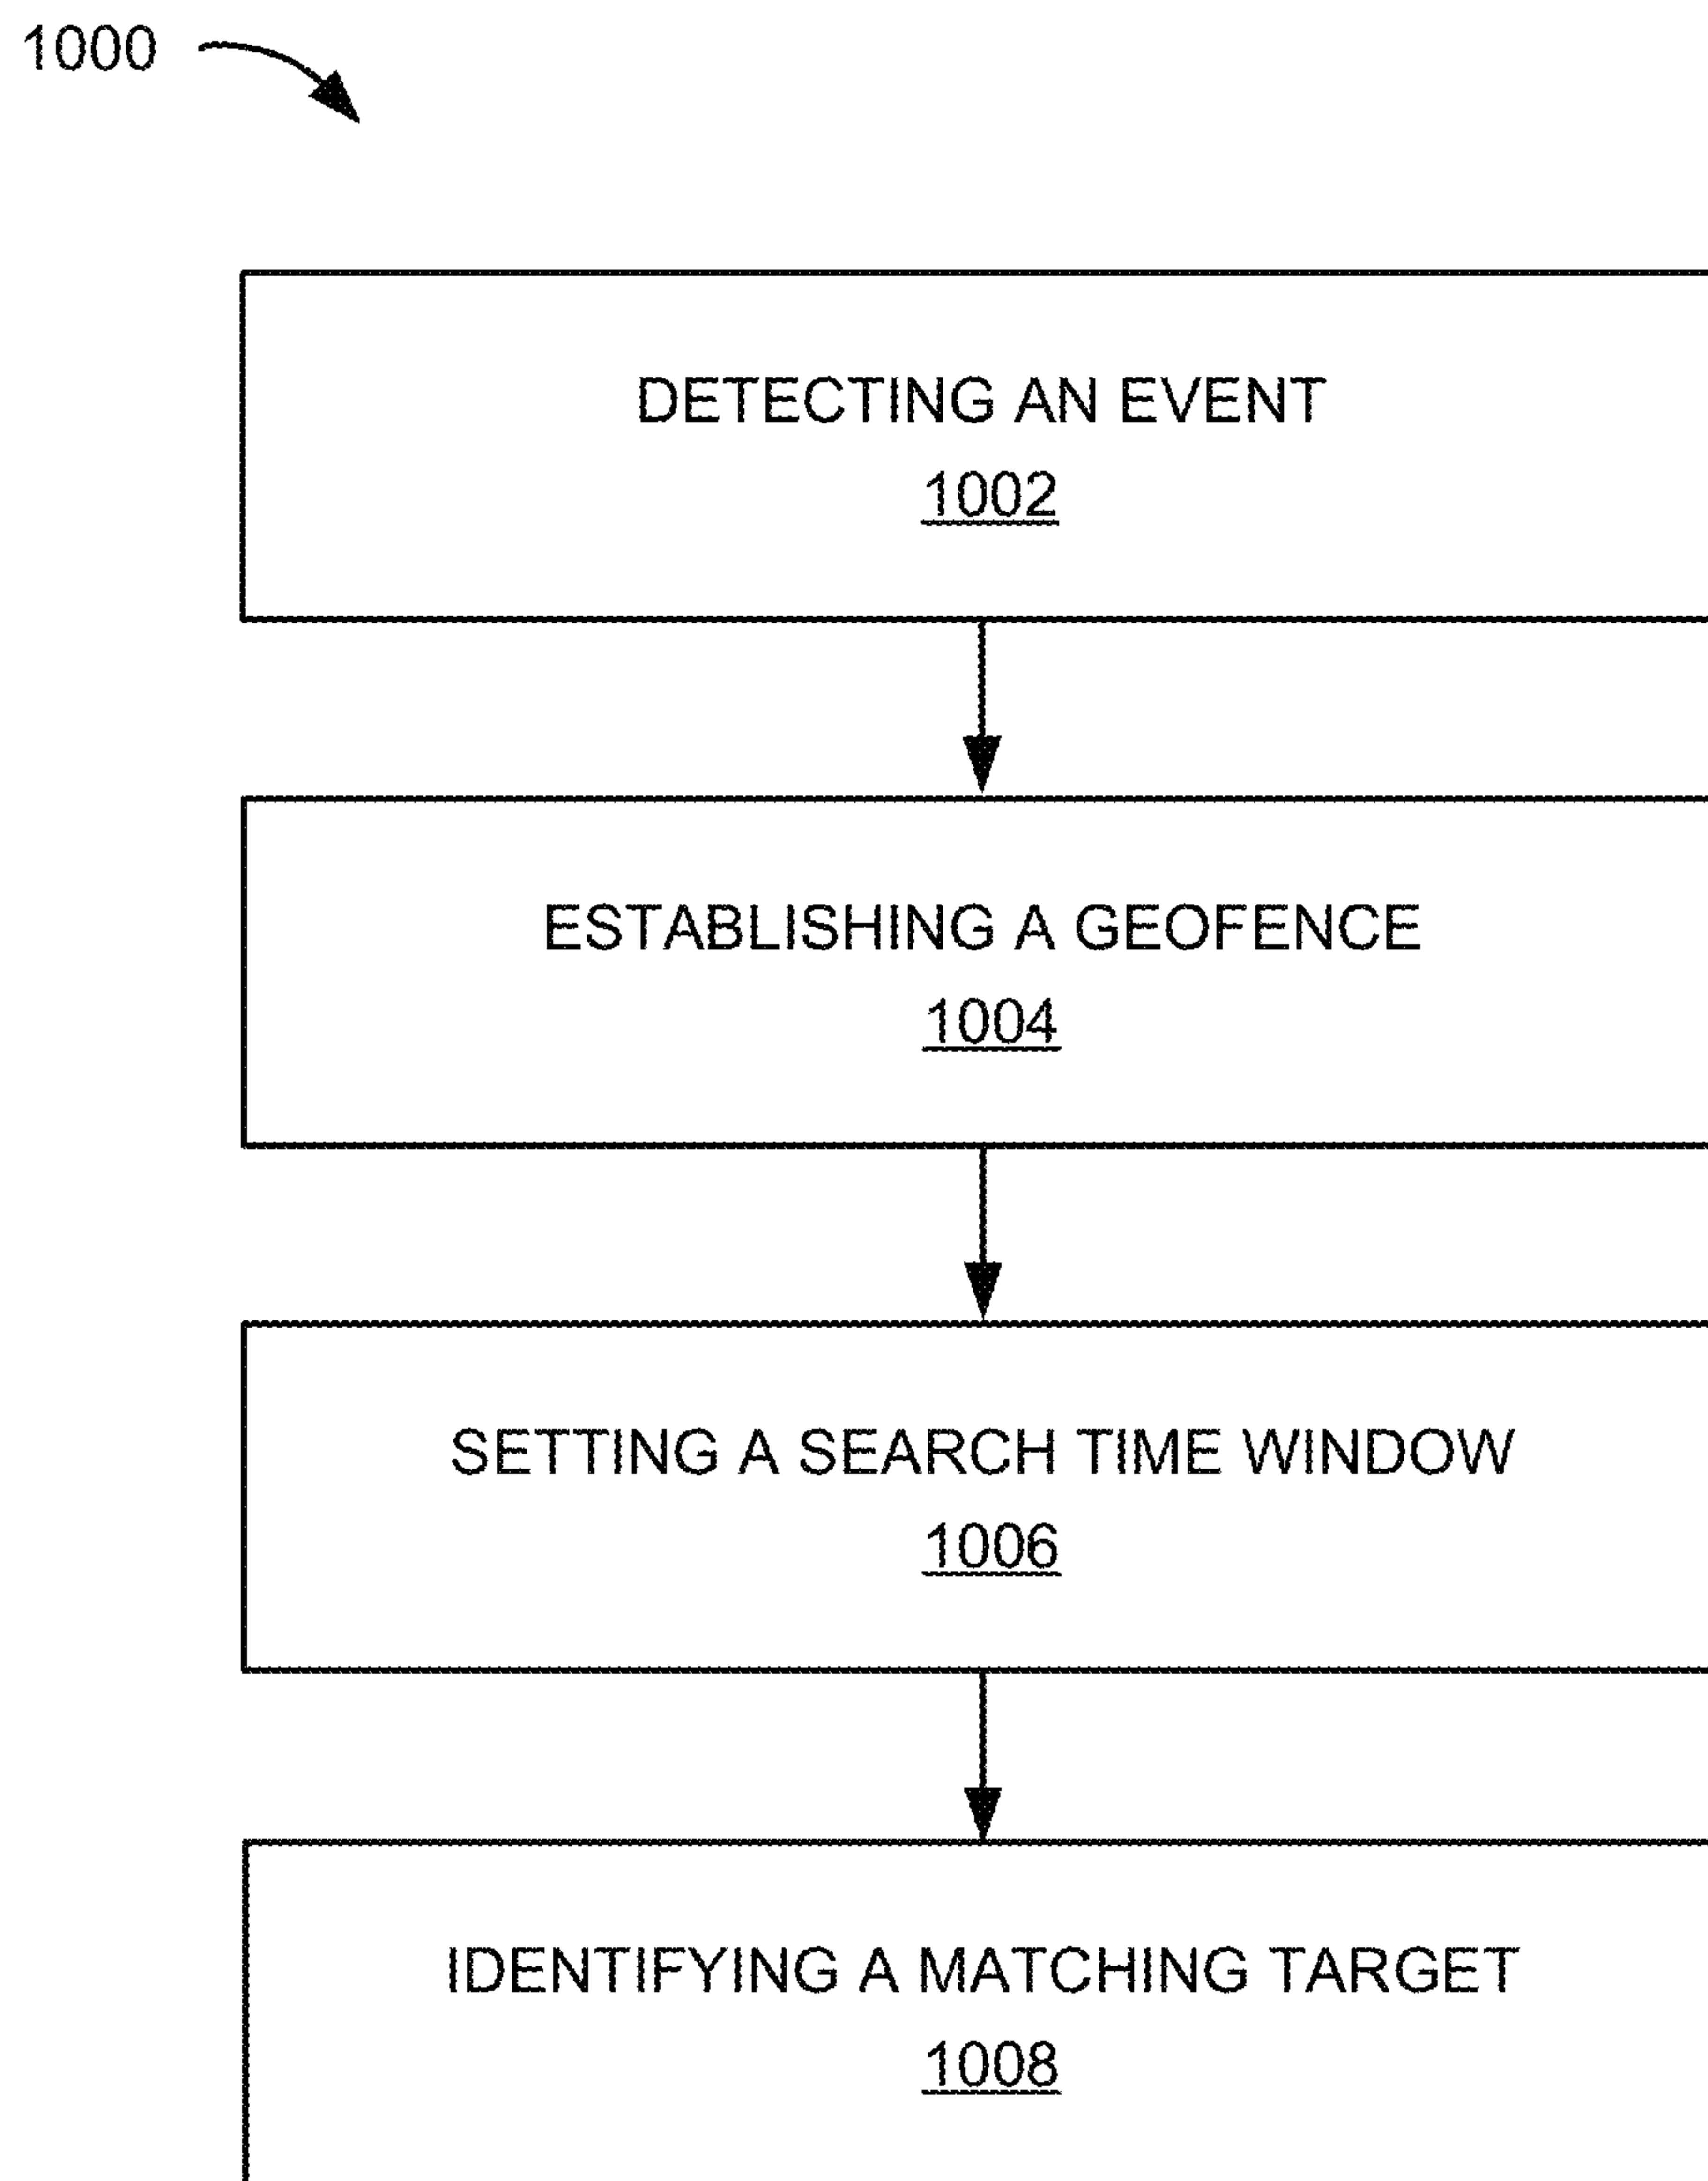 1000
DETECTING AN EVENT
1002
ESTABLISHING A GEOFENCE
1004
SETTING A SEARCH TIME WINDOW
1006
IDENTIFYING A MATCHING TARGET
1008